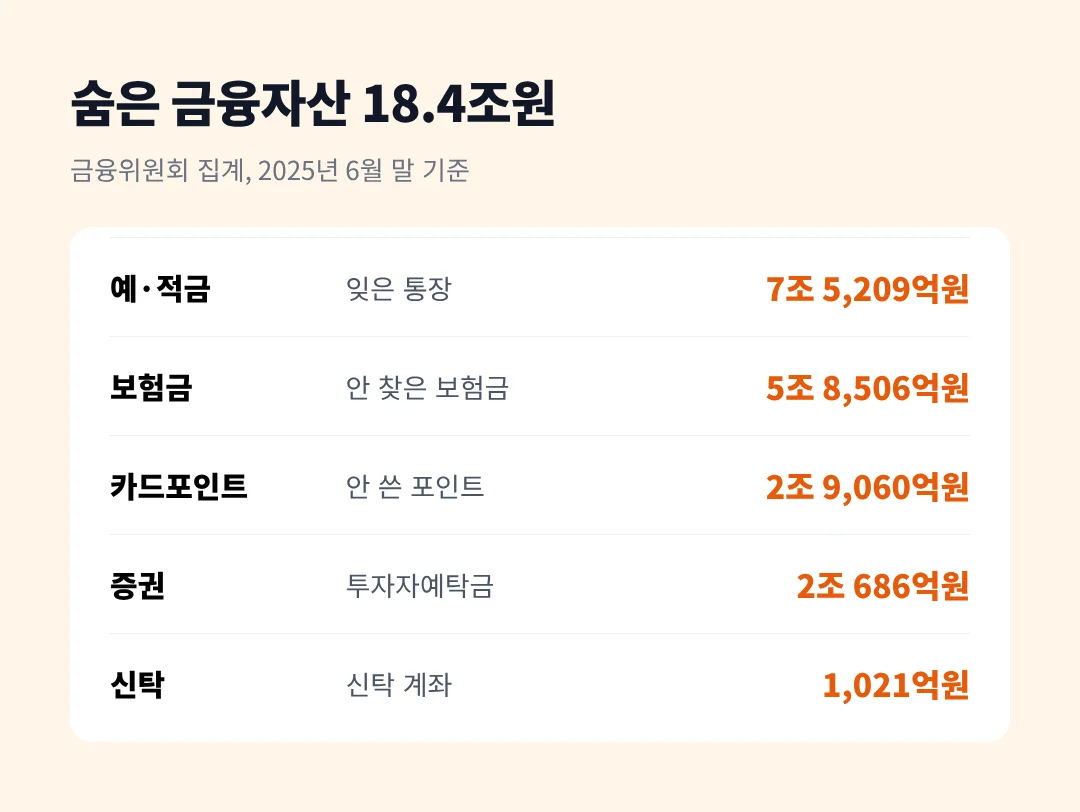 숨은 금융자산 18.4조원
금융위원회 집계, 2025년 6월 말 기준
예·적금 잊은 통장 7조 5,209억원
보험금 안 찾은 보험금 5조 8,506억원
카드포인트 안 쓴 포인트 2조 9,060억원
증권 투자자예탁금 2조 686억원
신탁 신탁 계좌 1,021억원